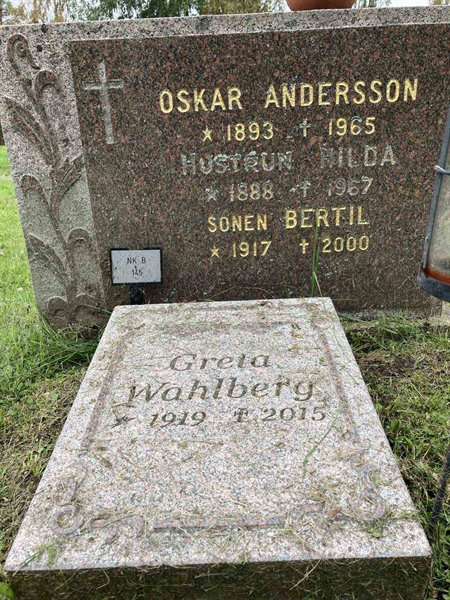 OSKAR ANDERSSON
* 1893 † 1965
HUSTRUN HILDA
* 1888 † 1967
SONEN BERTIL
* 1917 † 2000
NK B
145
Greta
Wahlberg
* 1919 † 2015